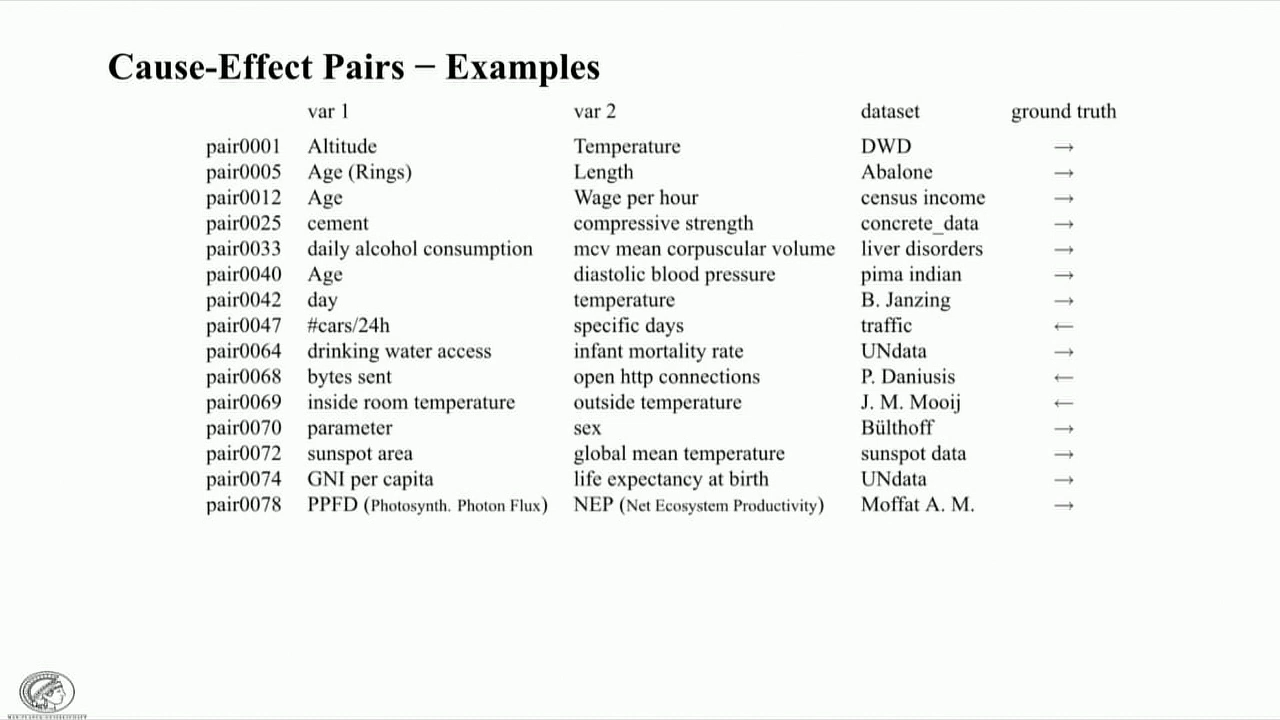 Cause-Effect Pairs − Examples
var 1 var 2 dataset ground truth
pair0001 Altitude Temperature DWD →
pair0005 Age (Rings) Length Abalone →
pair0012 Age Wage per hour census income →
pair0025 cement compressive strength concrete_data →
pair0033 daily alcohol consumption mcv mean corpuscular volume liver disorders →
pair0040 Age diastolic blood pressure pima indian →
pair0042 day temperature B. Janzing →
pair0047 #cars/24h specific days traffic ←
pair0064 drinking water access infant mortality rate UNdata →
pair0068 bytes sent open http connections P. Daniusis ←
pair0069 inside room temperature outside temperature J. M. Mooij ←
pair0070 parameter sex Bülthoff →
pair0072 sunspot area global mean temperature sunspot data →
pair0074 GNI per capita life expectancy at birth UNdata →
pair0078 PPFD (Photosynth. Photon Flux) NEP (Net Ecosystem Productivity) Moffat A. M. →